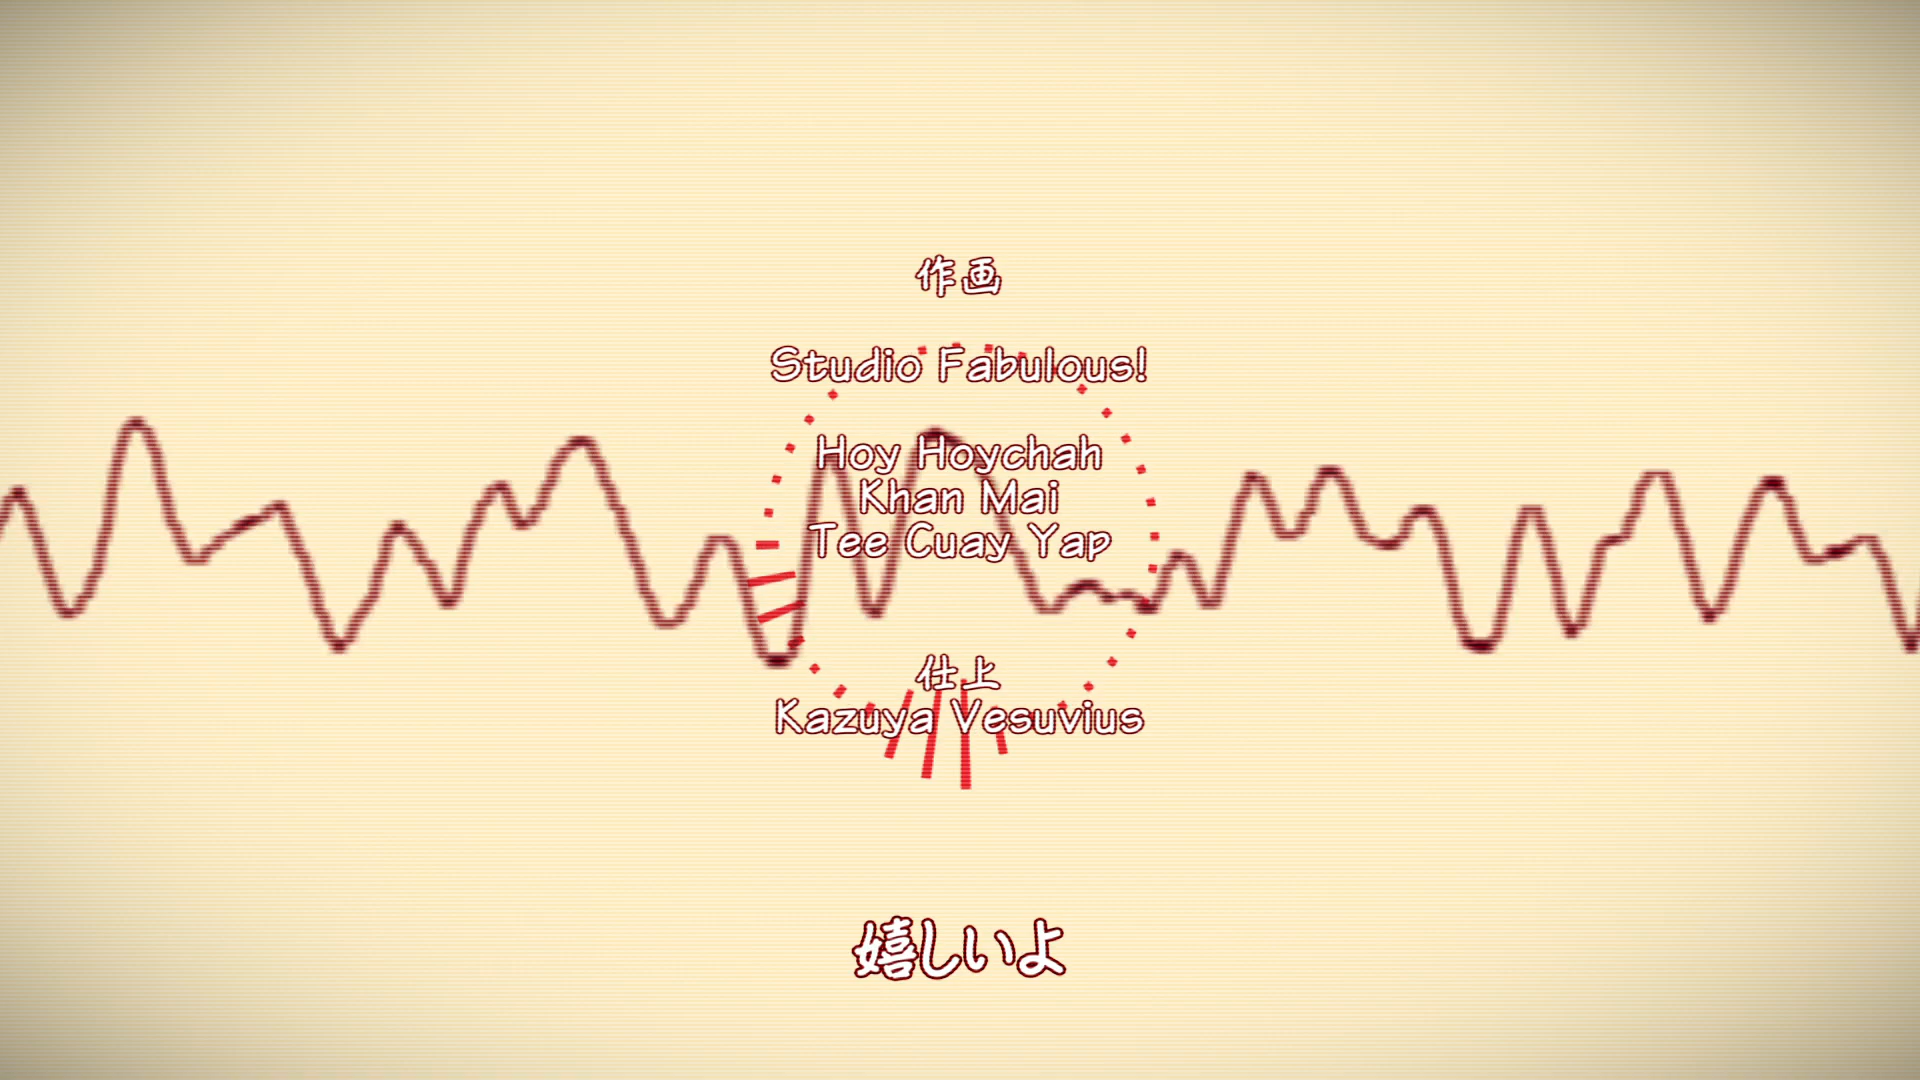 作画
Studio Fabulous!
Hoy Hoychah
Khan Mai
Tee Cuay Yap
仕上
Kazuya Vesuvius
嬉しいよ